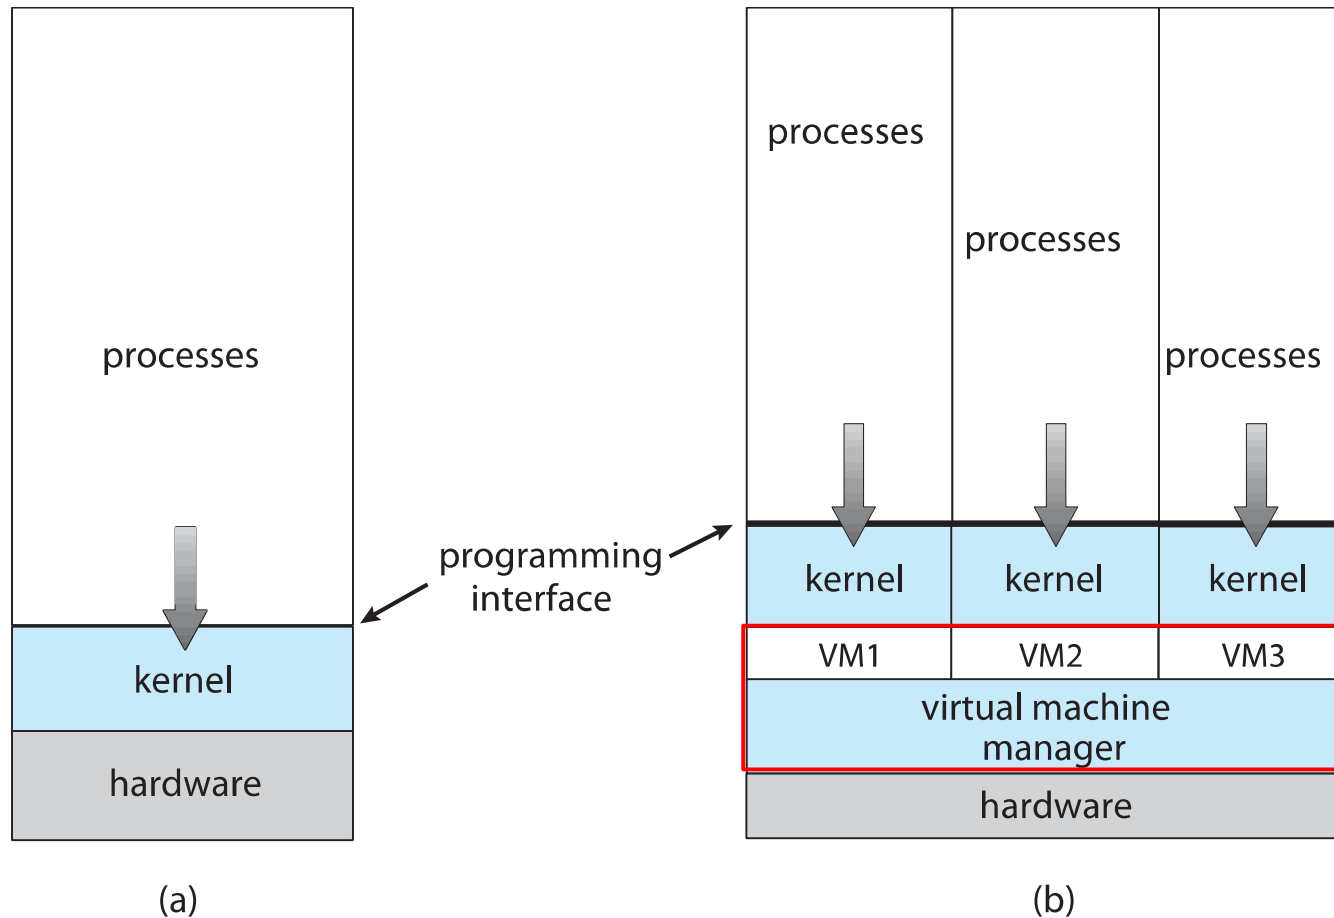 processes
kernel
hardware
(a)
programming
interface
processes
processes
processes
kernel
kernel
kernel
VM1
VM2
VM3
virtual machine
manager
hardware
(b)